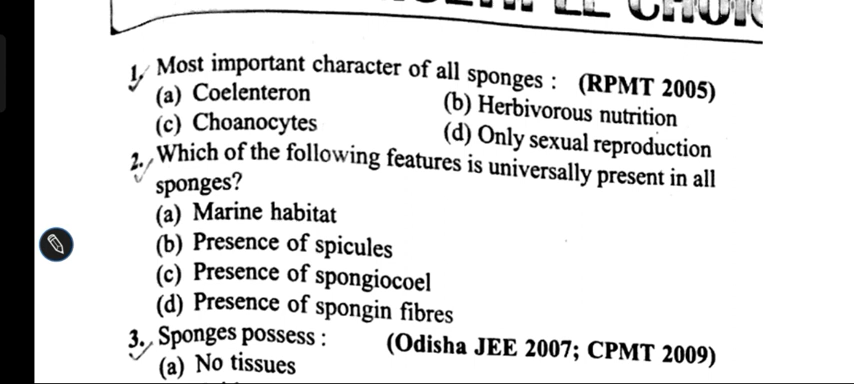 1. Most important character of all sponges : (RPMT 2005)
(a) Coelenteron (b) Herbivorous nutrition
(c) Choanocytes (d) Only sexual reproduction
2. Which of the following features is universally present in all
sponges?
(a) Marine habitat
(b) Presence of spicules
(c) Presence of spongiocoel
(d) Presence of spongin fibres
3. Sponges possess : (Odisha JEE 2007; CPMT 2009)
(a) No tissues